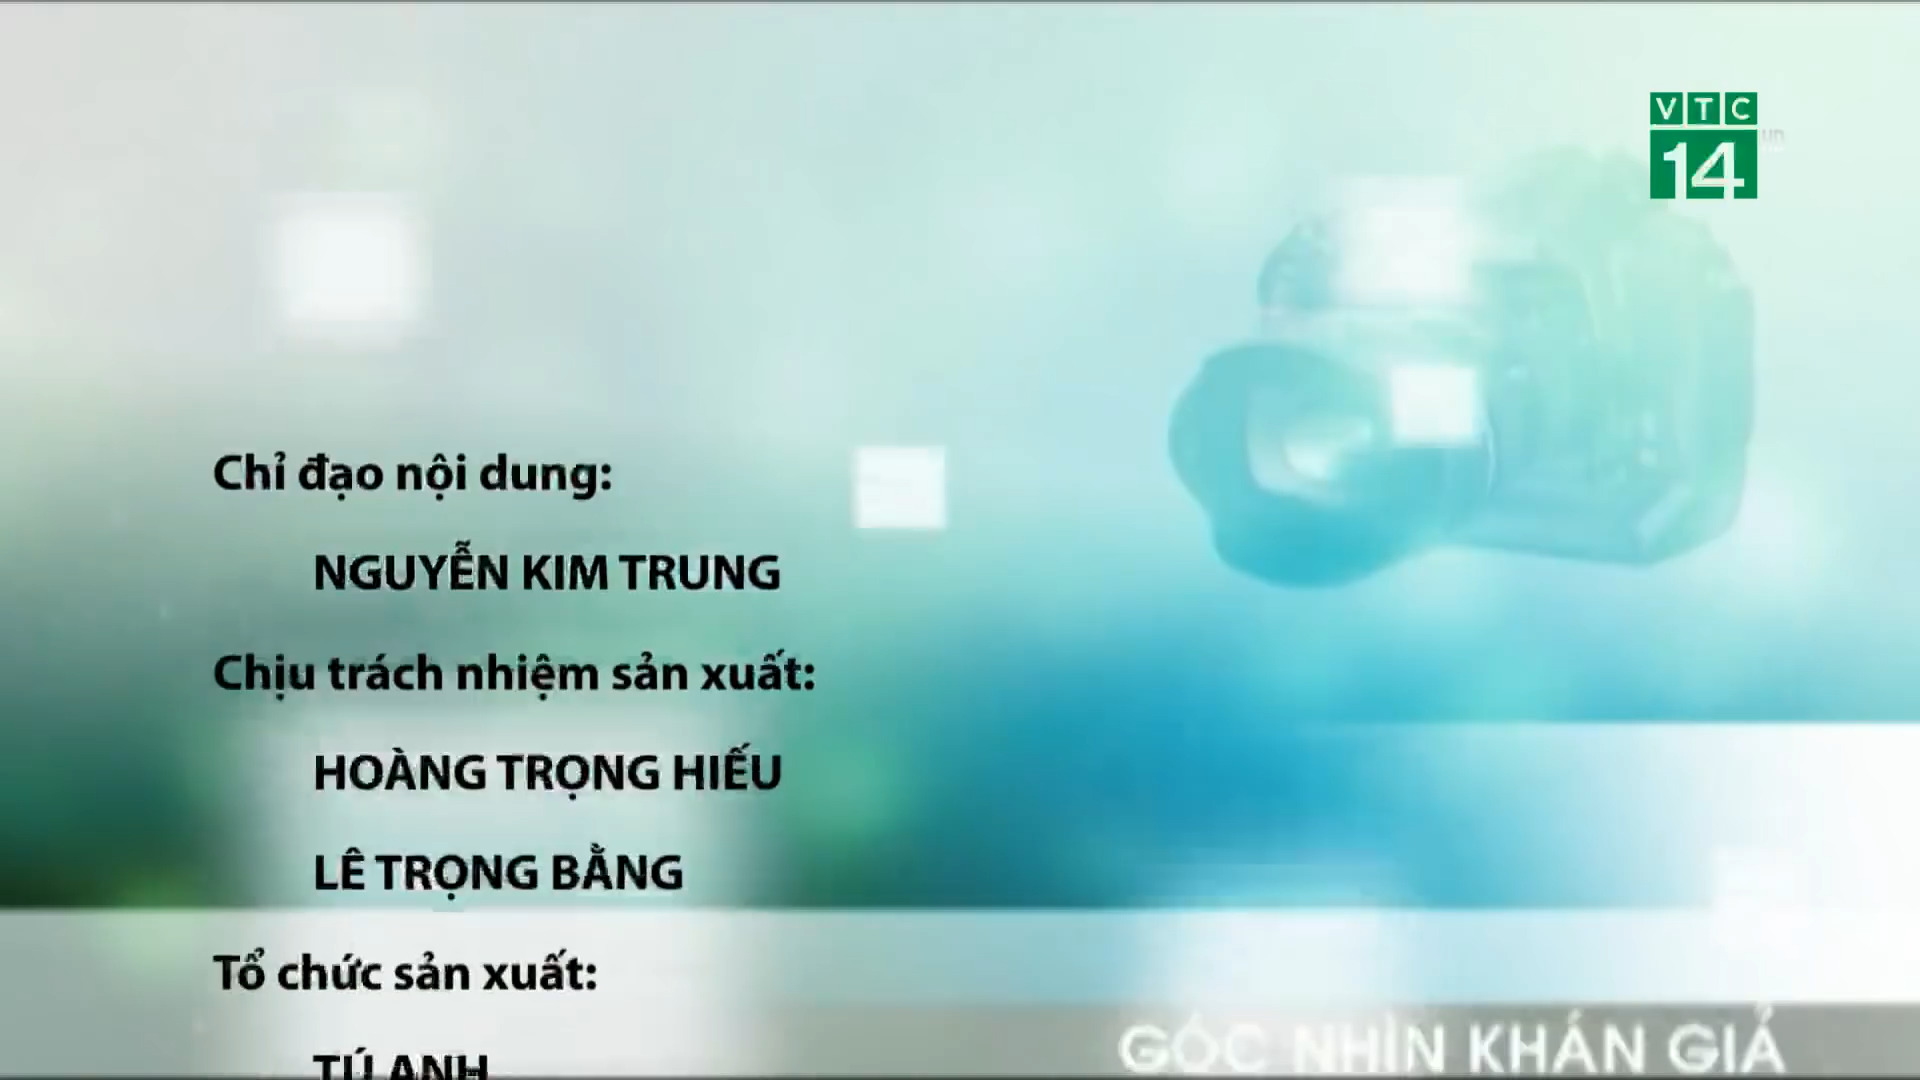 VTC
14
HD
Chỉ đạo nội dung:
NGUYỄN KIM TRUNG
Chịu trách nhiệm sản xuất:
HOÀNG TRỌNG HIẾU
LÊ TRỌNG BẰNG
Tổ chức sản xuất:
TÚ ANH
GÓC NHÌN KHÁN GIẢ